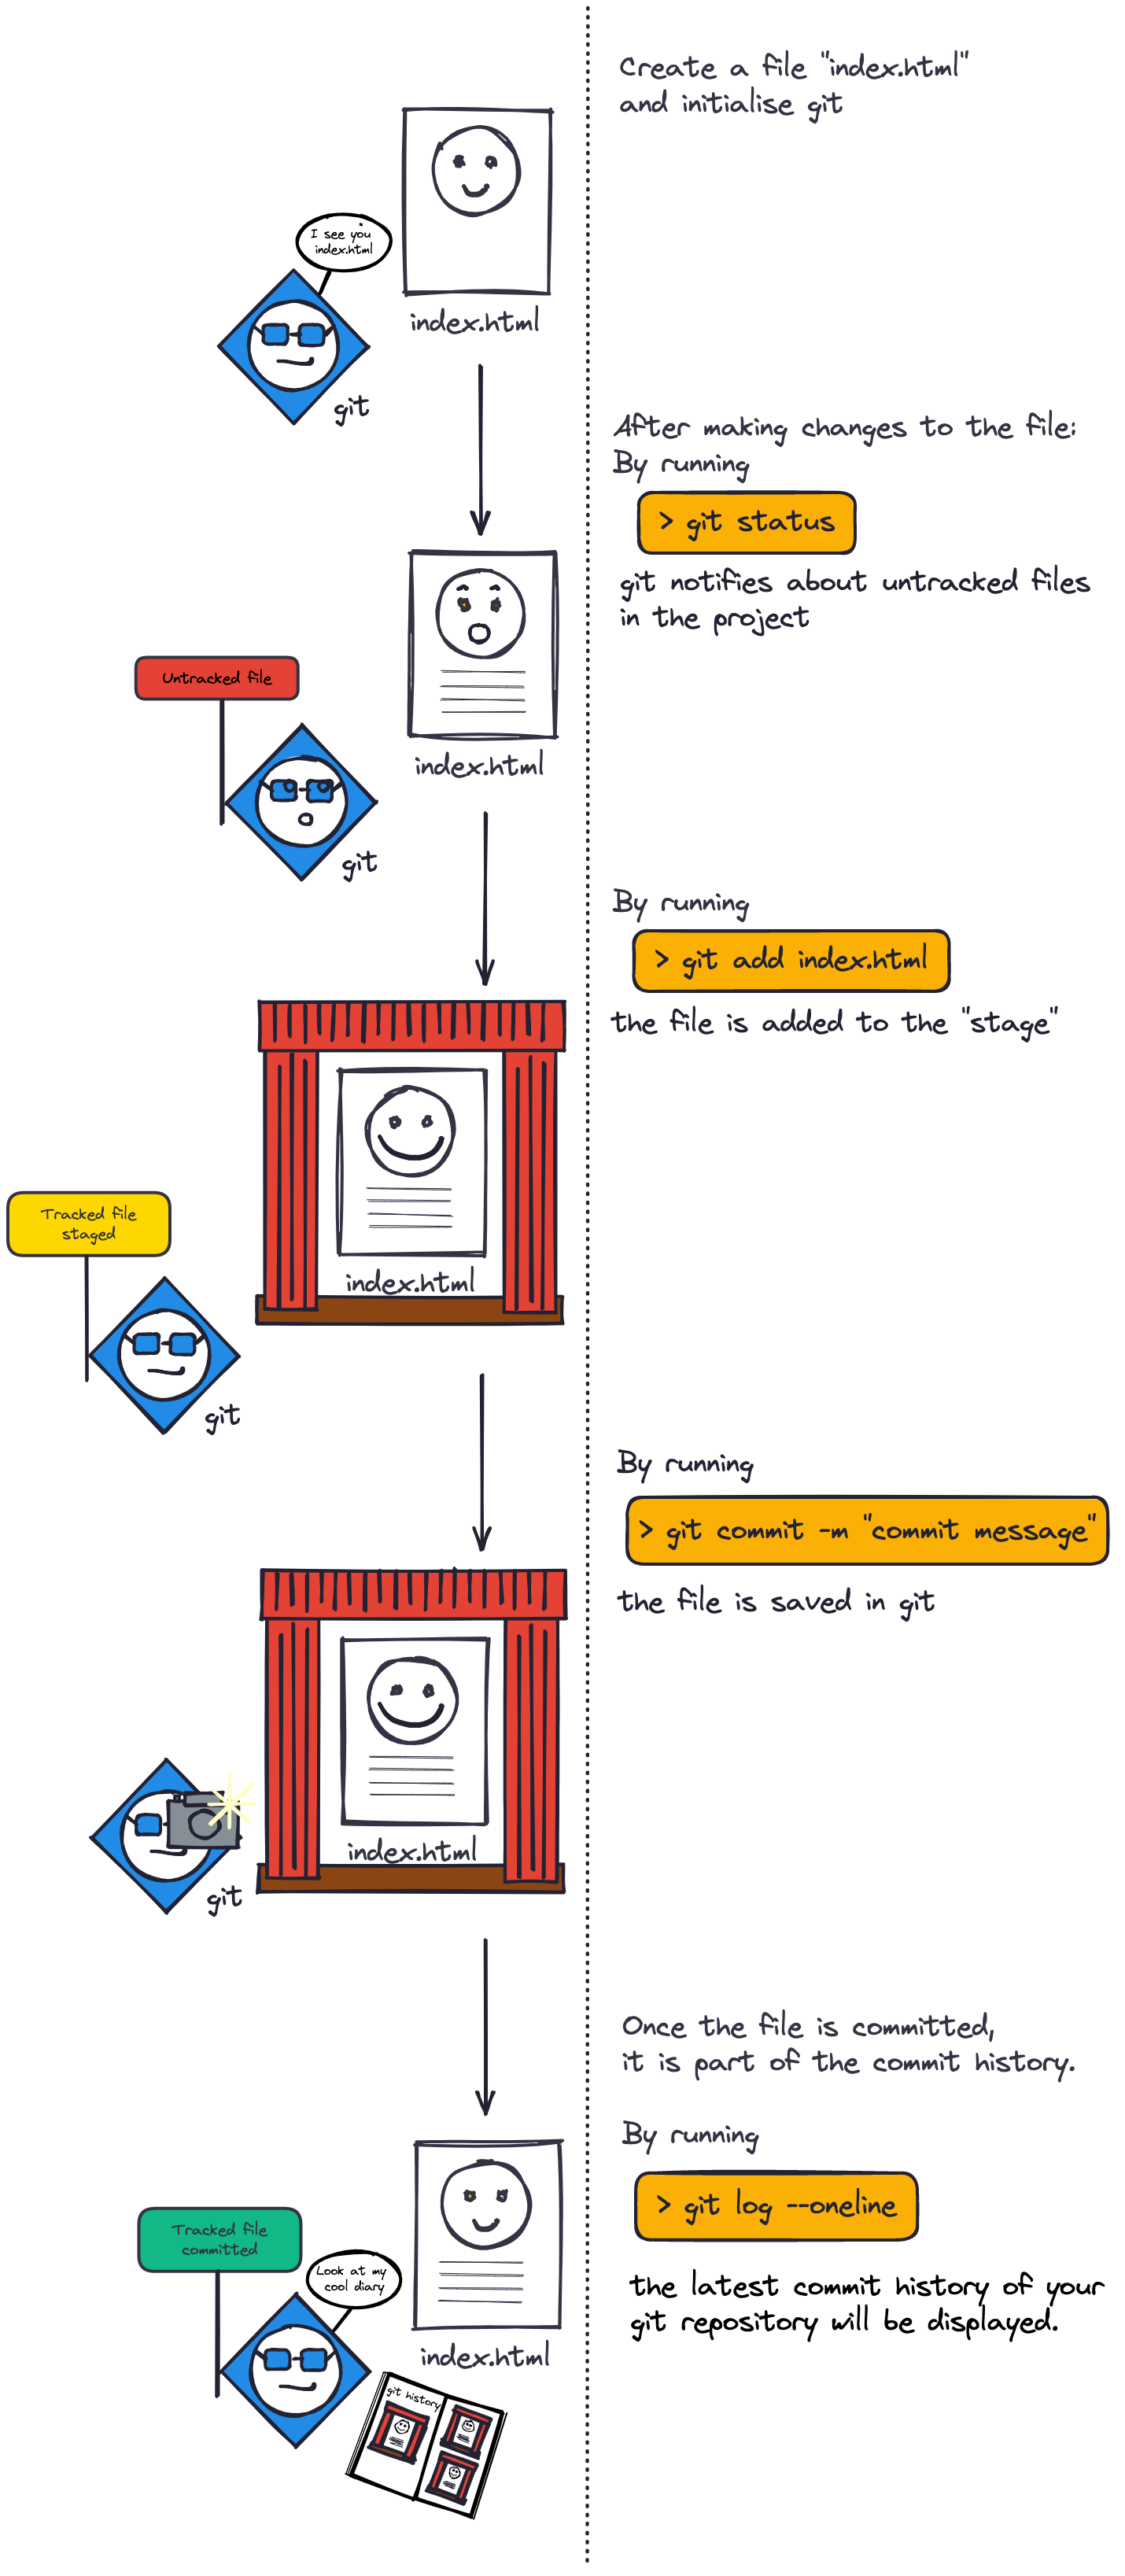 Create a file "index.html"
and initialise git
I see you
index.html
index.html
git
After making changes to the file:
By running
> git status
git notifies about untracked files
in the project
Untracked file
index.html
git
By running
> git add index.html
the file is added to the "stage"
Tracked file
staged
index.html
git
By running
> git commit -m "commit message"
the file is saved in git
index.html
git
Once the file is committed,
it is part of the commit history.
By running
> git log --oneline
the latest commit history of your
git repository will be displayed.
Tracked file
committed
Look at my
cool diary
index.html
git history